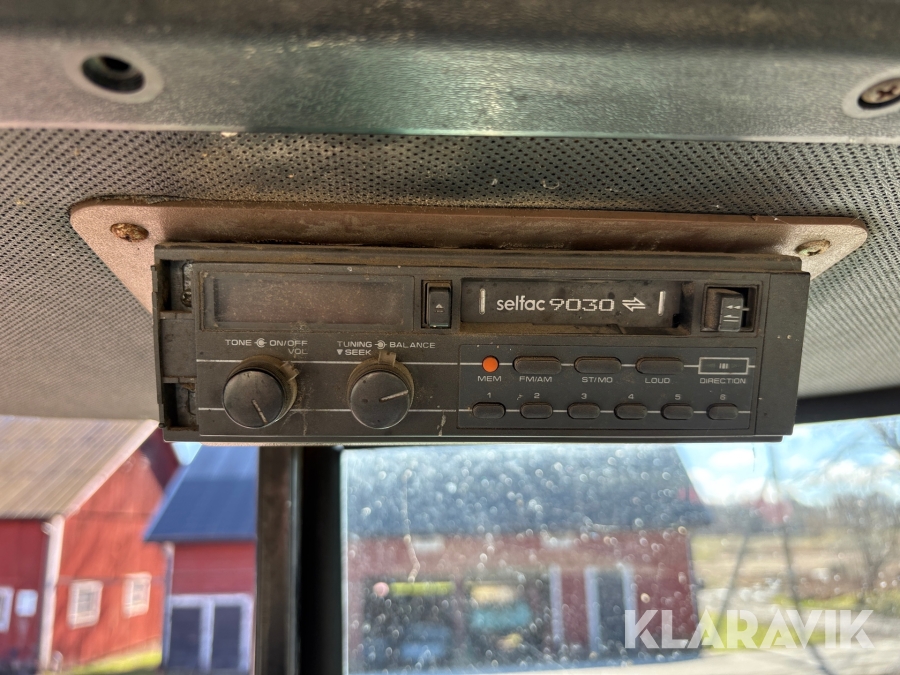 selfac 9030
TONE ON/OFF
VOL
TUNING BALANCE
▼SEEK
MEM FM/AM ST/MO LOUD DIRECTION
1 2 3 4 5 6
KLARAVIK